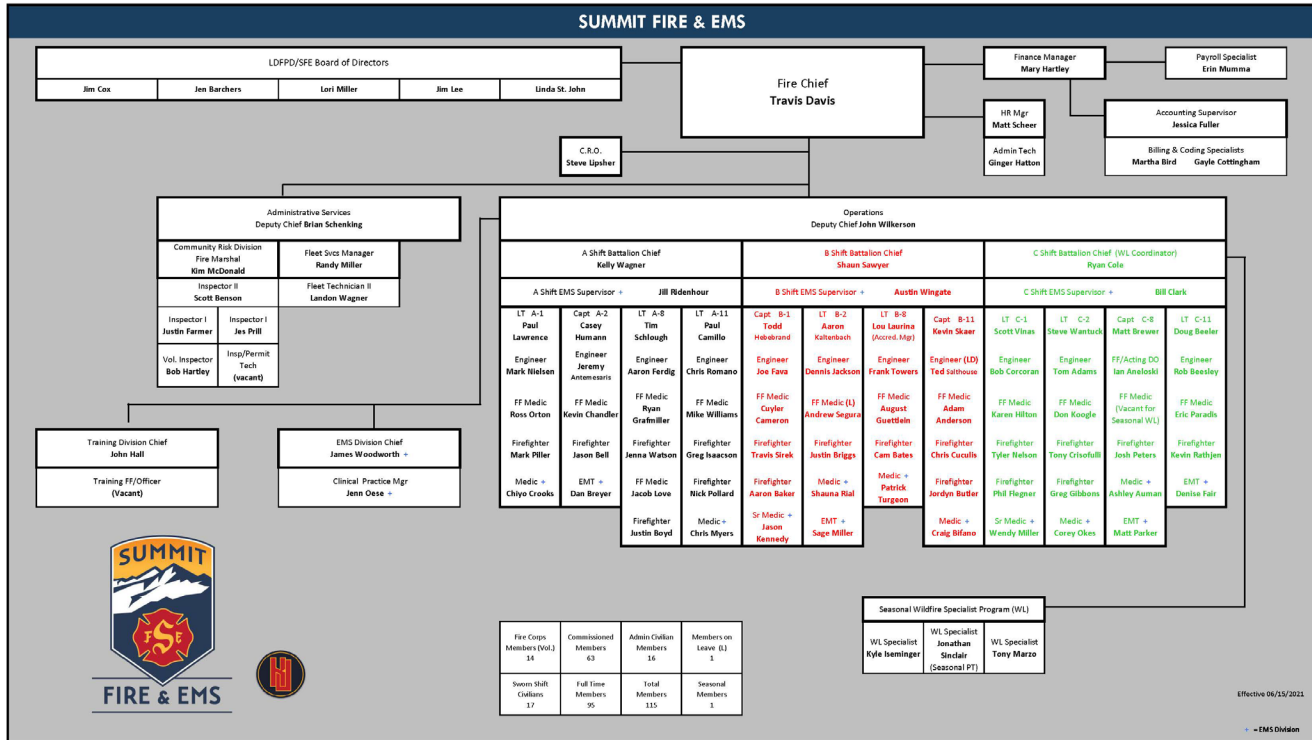 SUMMIT FIRE & EMS
LDFPD/SFE Board of Directors
Jim Cox
Jen Barchers
Lori Miller
Jim Lee
Linda St. John
Fire Chief
Travis Davis
Finance Manager
Mary Hartley
Payroll Specialist
Erin Mumma
HR Mgr
Matt Scheer
Admin Tech
Ginger Hatton
Accounting Supervisor
Jessica Fuller
Billing & Coding Specialists
Martha Bird Gayle Cottingham
C.R.O.
Steve Lipsher
Administrative Services
Deputy Chief Brian Schenking
Community Risk Division
Fire Marshal
Kim McDonald
Fleet Svcs Manager
Randy Miller
Inspector II
Scott Benson
Fleet Technician II
Landon Wagner
Inspector I
Justin Farmer
Inspector I
Jes Prill
Vol. Inspector
Bob Hartley
Insp/Permit
Tech
(vacant)
Training Division Chief
John Hall
Training FF/Officer
(Vacant)
EMS Division Chief
James Woodworth +
Clinical Practice Mgr
Jenn Oese +
Operations
Deputy Chief John Wilkerson
A Shift Battalion Chief
Kelly Wagner
A Shift EMS Supervisor + Jill Ridenhour
LT A-1
Paul
Lawrence
Engineer
Mark Nielsen
FF Medic
Ross Orton
Firefighter
Mark Piller
Medic +
Chiyo Crooks
Capt A-2
Casey
Humann
Engineer
Jeremy
Antemesaris
FF Medic
Kevin Chandler
Firefighter
Jason Bell
EMT +
Dan Breyer
LT A-8
Tim
Schlough
Engineer
Aaron Ferdig
FF Medic
Ryan
Grafmiller
Firefighter
Jenna Watson
FF Medic
Jacob Love
Firefighter
Justin Boyd
LT A-11
Paul
Camillo
Engineer
Chris Romano
FF Medic
Mike Williams
Firefighter
Greg Isaacson
Firefighter
Nick Pollard
Medic+
Chris Myers
B Shift Battalion Chief
Shaun Sawyer
B Shift EMS Supervisor + Austin Wingate
Capt B-1
Todd
Hebebrand
Engineer
Joe Fava
FF Medic
Cuyler
Cameron
Firefighter
Travis Sirek
Firefighter
Aaron Baker
Sr Medic +
Jason
Kennedy
LT B-2
Aaron
Kaltenbach
Engineer
Dennis Jackson
FF Medic (L)
Andrew Segura
Firefighter
Justin Briggs
Medic +
Shauna Rial
EMT +
Sage Miller
LT B-8
Lou Laurina
(Accred. Mgr)
Engineer
Frank Towers
FF Medic
August
Guettlein
Firefighter
Cam Bates
Medic +
Patrick
Turgeon
Capt B-11
Kevin Skaer
Engineer (LD)
Ted Salthouse
FF Medic
Adam
Anderson
Firefighter
Chris Cuculis
Firefighter
Jordyn Butler
Medic +
Craig Bifano
C Shift Battalion Chief (WL Coordinator)
Ryan Cole
C Shift EMS Supervisor + Bill Clark
LT C-1
Scott Vinas
Engineer
Bob Corcoran
FF Medic
Karen Hilton
Firefighter
Tyler Nelson
Firefighter
Phil Flegner
Sr Medic +
Wendy Miller
LT C-2
Steve Wantuck
Engineer
Tom Adams
FF Medic
Don Koogle
Firefighter
Tony Crisofulli
Firefighter
Greg Gibbons
Medic +
Corey Okes
Capt C-8
Matt Brewer
FF/Acting DO
Ian Aneloski
FF Medic
(Vacant for
Seasonal WL)
Firefighter
Josh Peters
Medic +
Ashley Auman
EMT +
Matt Parker
LT C-11
Doug Beeler
Engineer
Rob Beesley
FF Medic
Eric Paradis
Firefighter
Kevin Rathjen
EMT +
Denise Fair
Seasonal Wildfire Specialist Program (WL)
WL Specialist
Kyle Iseminger
WL Specialist
Jonathan
Sinclair
(Seasonal PT)
WL Specialist
Tony Marzo
Fire Corps
Members (Vol.)
14
Commissioned
Members
63
Admin Civilian
Members
16
Members on
Leave (L)
1
Sworn Shift
Civilians
17
Full Time
Members
95
Total
Members
115
Seasonal
Members
1
SUMMIT
FSE
FIRE & EMS
Effective 06/15/2021
+ = EMS Division